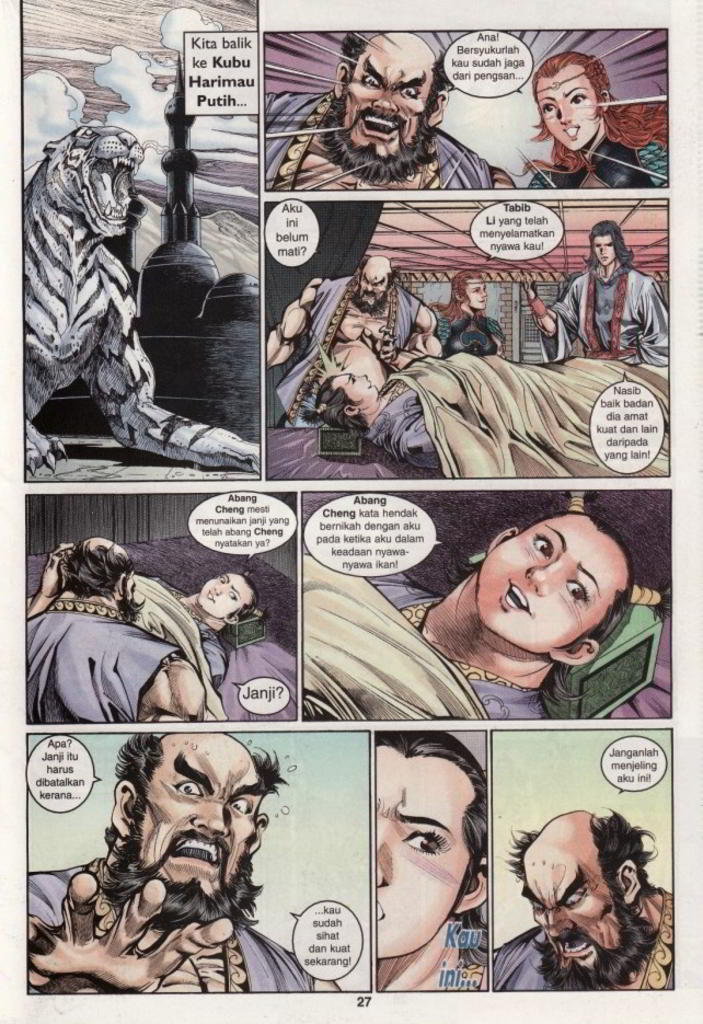 Kita balik
ke Kubu
Harimau
Putih...
Ana!
Bersyukurlah
kau sudah jaga
dari pengsan...
Aku
ini
belum
mati?
Tabib
Li yang telah
menyelamatkan
nyawa kau!
Nasib
baik badan
dia amat
kuat dan lain
daripada
yang lain!
Abang
Cheng mesti
menunaikan janji yang
telah abang Cheng
nyatakan ya?
Janji?
Abang
Cheng kata hendak
bernikah dengan aku
pada ketika aku dalam
keadaan nyawa-
nyawa ikan!
Apa?
Janji itu
harus
dibatalkan
kerana...
...kau
sudah
sihat
dan kuat
sekarang!
Kau
ini...
Janganlah
menjeling
aku ini!
27